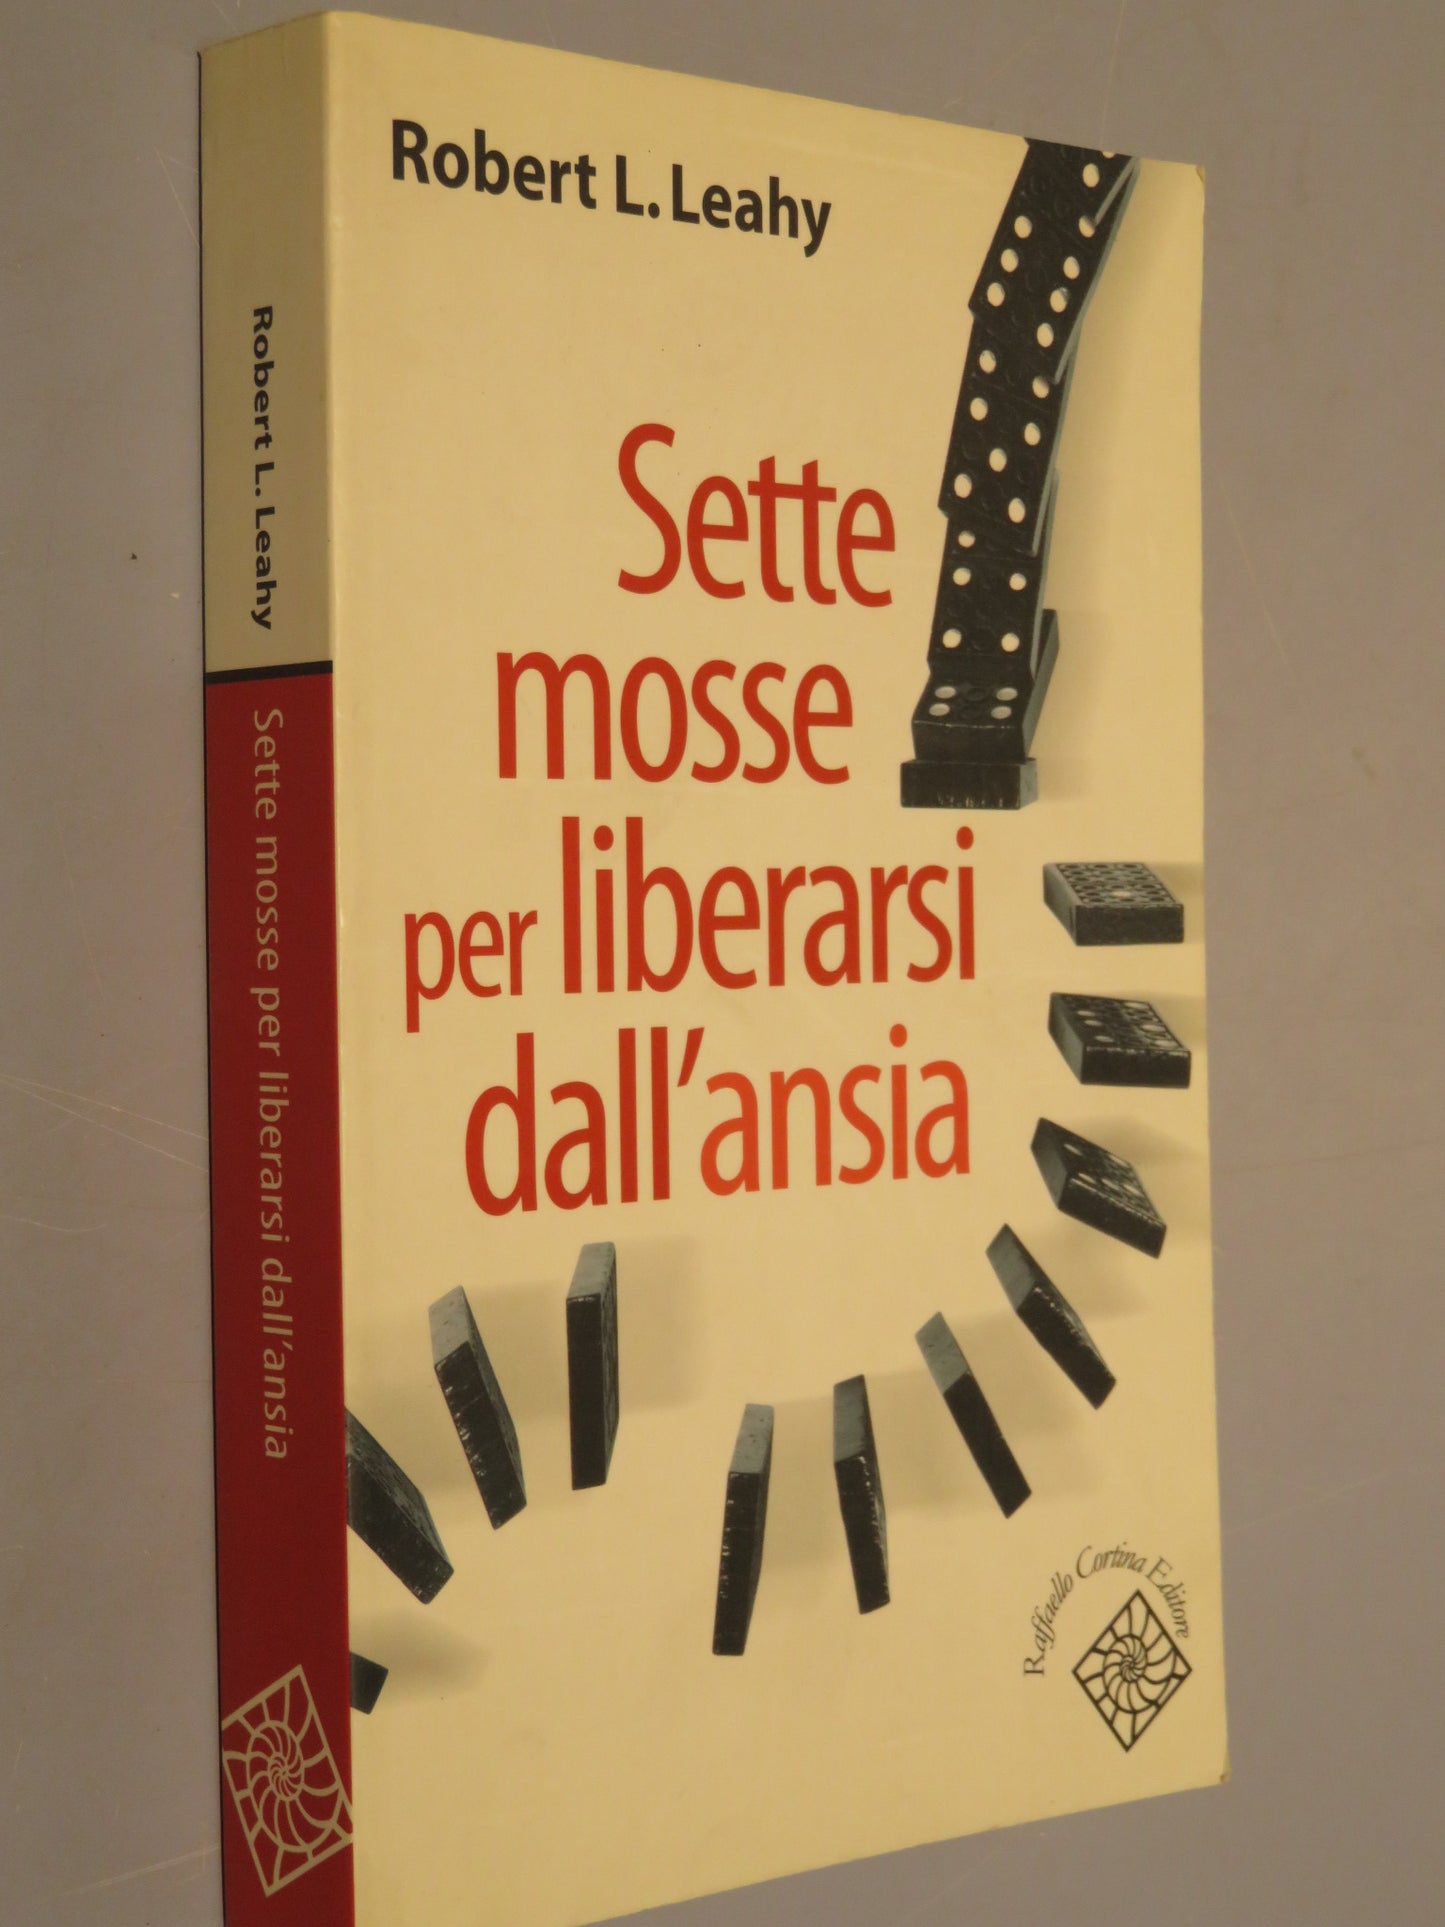 Robert L. Leahy
Sette mosse per liberarsi dall'ansia
Robert L. Leahy
Sette
mosse
per liberarsi
dall'ansia
Raffaello Cortina Editore